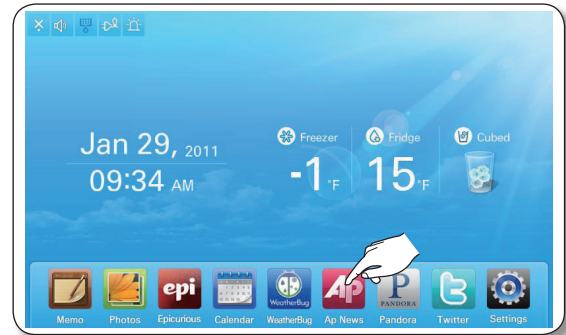 Jan 29, 2011
09:34 AM
Freezer
-1 °F
Fridge
15 °F
Cubed
epi
WeatherBug
AP
P
PANDORA
Memo
Photos
Epicurious
Calendar
WeatherBug
Ap News
Pandora
Twitter
Settings